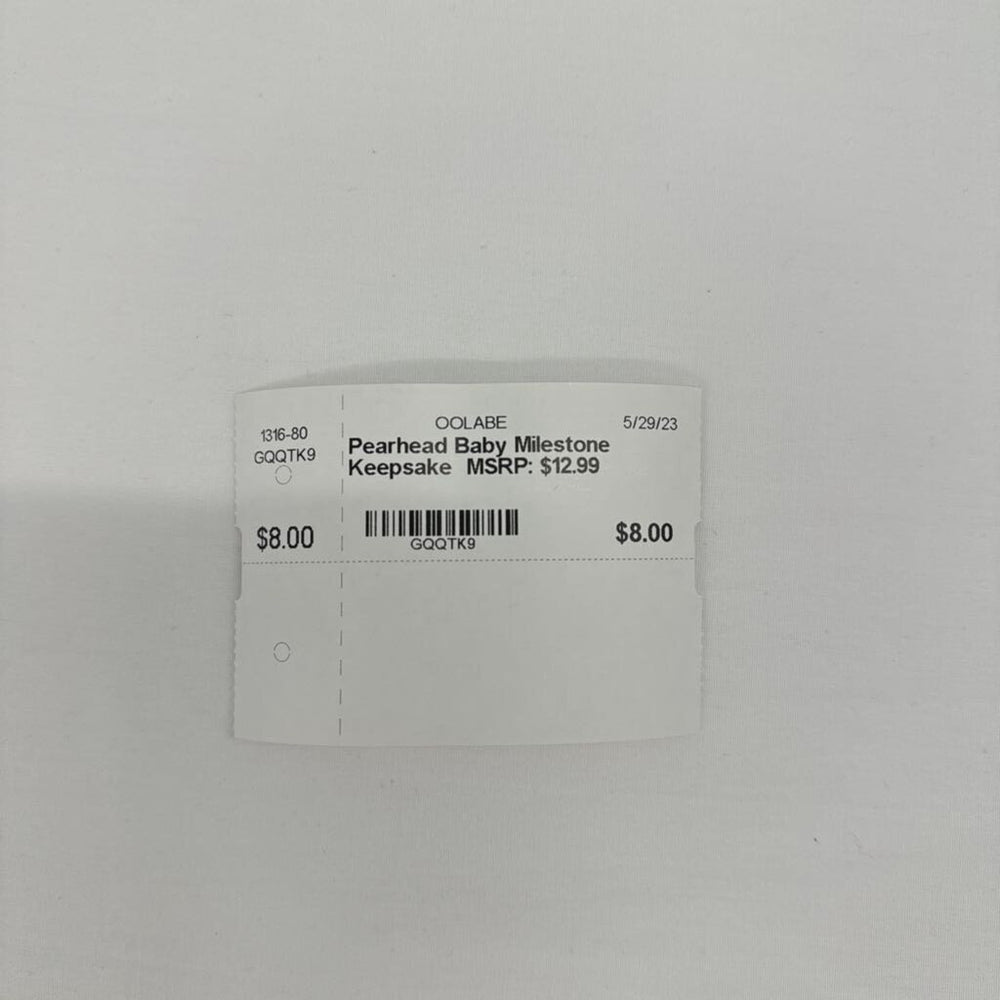 1316-80
GQQTK9
$8.00
OOLABE
5/29/23
Pearhead Baby Milestone
Keepsake MSRP: $12.99
GQQTK9
$8.00